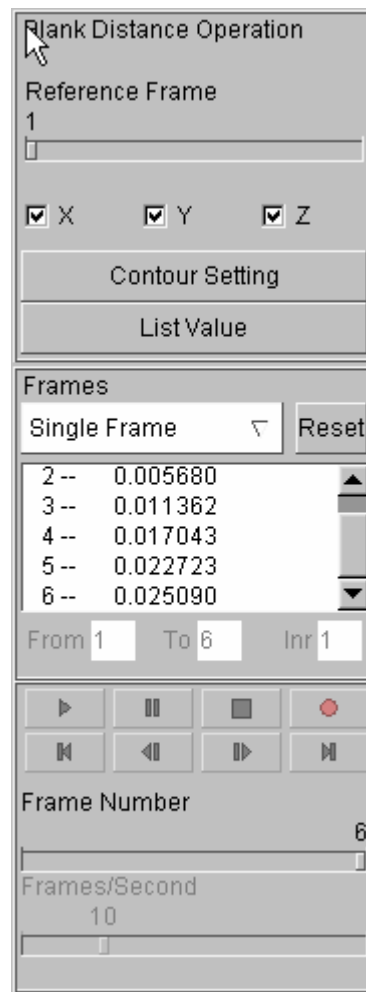 Blank Distance Operation
Reference Frame
1
X Y Z
Contour Setting
List Value
Frames
Single Frame Reset
2 -- 0.005680
3 -- 0.011362
4 -- 0.017043
5 -- 0.022723
6 -- 0.025090
From 1 To 6 Inr 1
Frame Number
6
Frames/Second
10